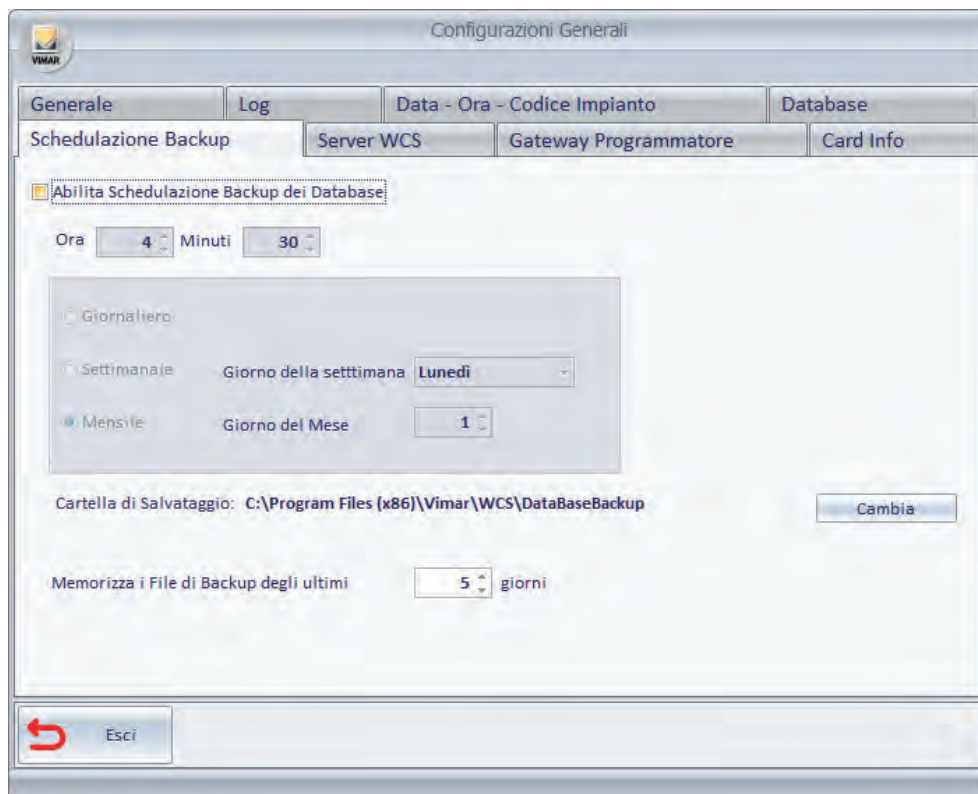 Configurazioni Generali
VIMAR
Generale Log Data - Ora - Codice Impianto Database
Schedulazione Backup Server WCS Gateway Programmatore Card Info
Abilita Schedulazione Backup dei Database
Ora 4 Minuti 30
Giornaliero
Settimanale Giorno della setttimana Lunedì
Mensile Giorno del Mese 1
Cartella di Salvataggio: C:\Program Files (x86)\Vimar\WCS\DataBaseBackup Cambia
Memorizza i File di Backup degli ultimi 5 giorni
Esci